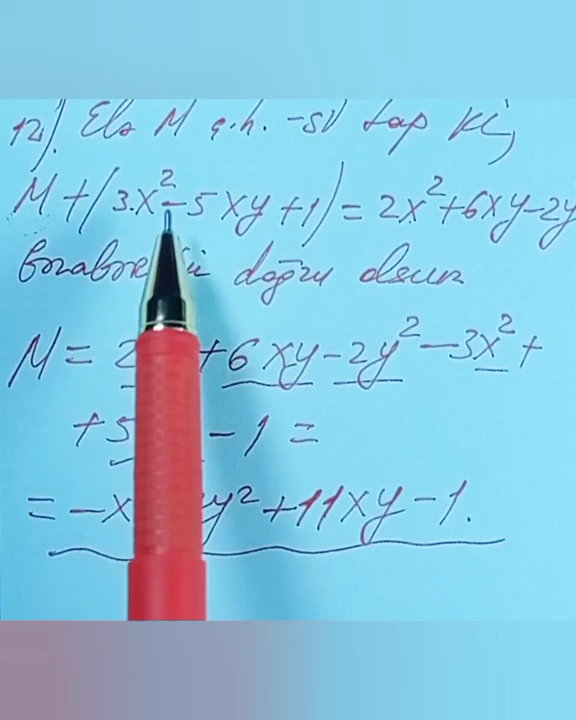 12). Elə M ç.h.-si tap ki,
M+(3x²-5xy+1)=2x²+6xy-2y
doğru olsun
M= 2 +6xy-2y²-3x²+
+5 -1=
=-x y²+11xy-1.